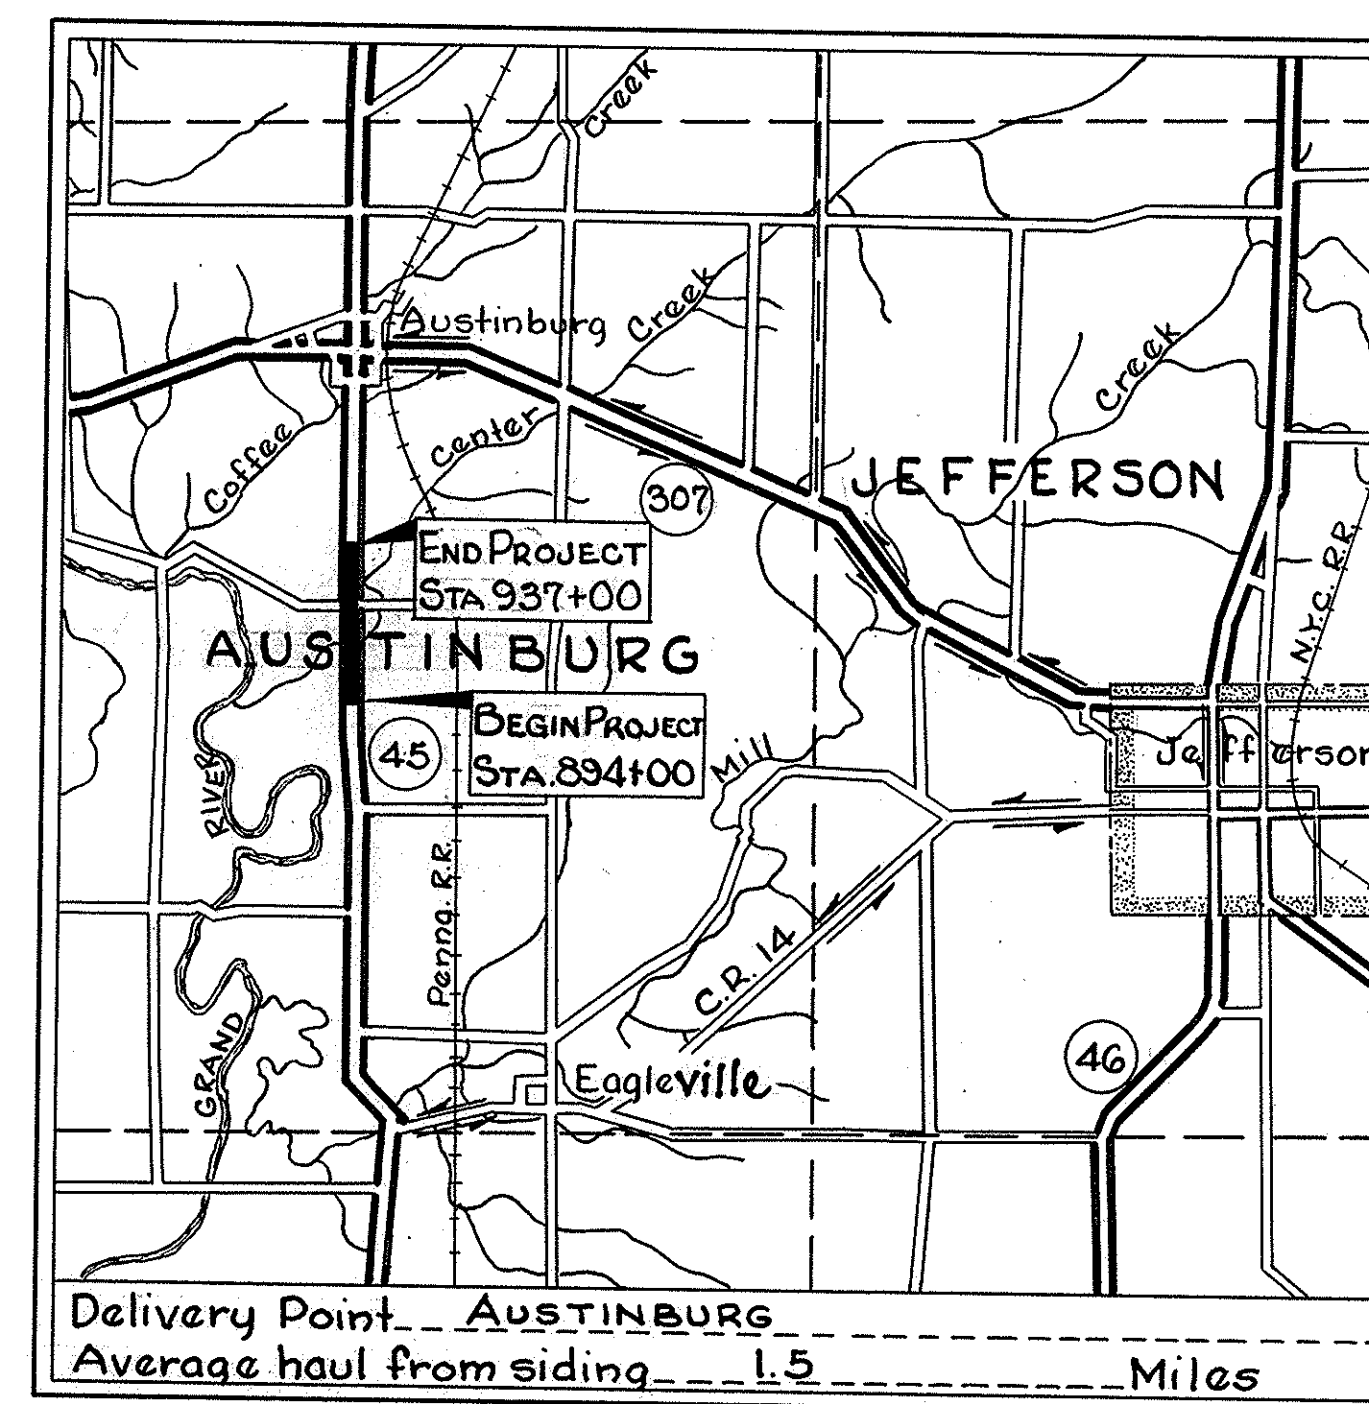 Creek
Austinburg
Creek
Creek
Coffee
Center
307
JEFFERSON
END PROJECT
STA 937+00
N.Y.C. R.R.
AUSTINBURG
BEGIN PROJECT
STA. 894+00
45
Mill
Jefferson
RIVER
Penna. R.R.
C.R. 14
GRAND
Eagleville
46
Delivery Point AUSTINBURG
Average haul from siding 1.5 Miles